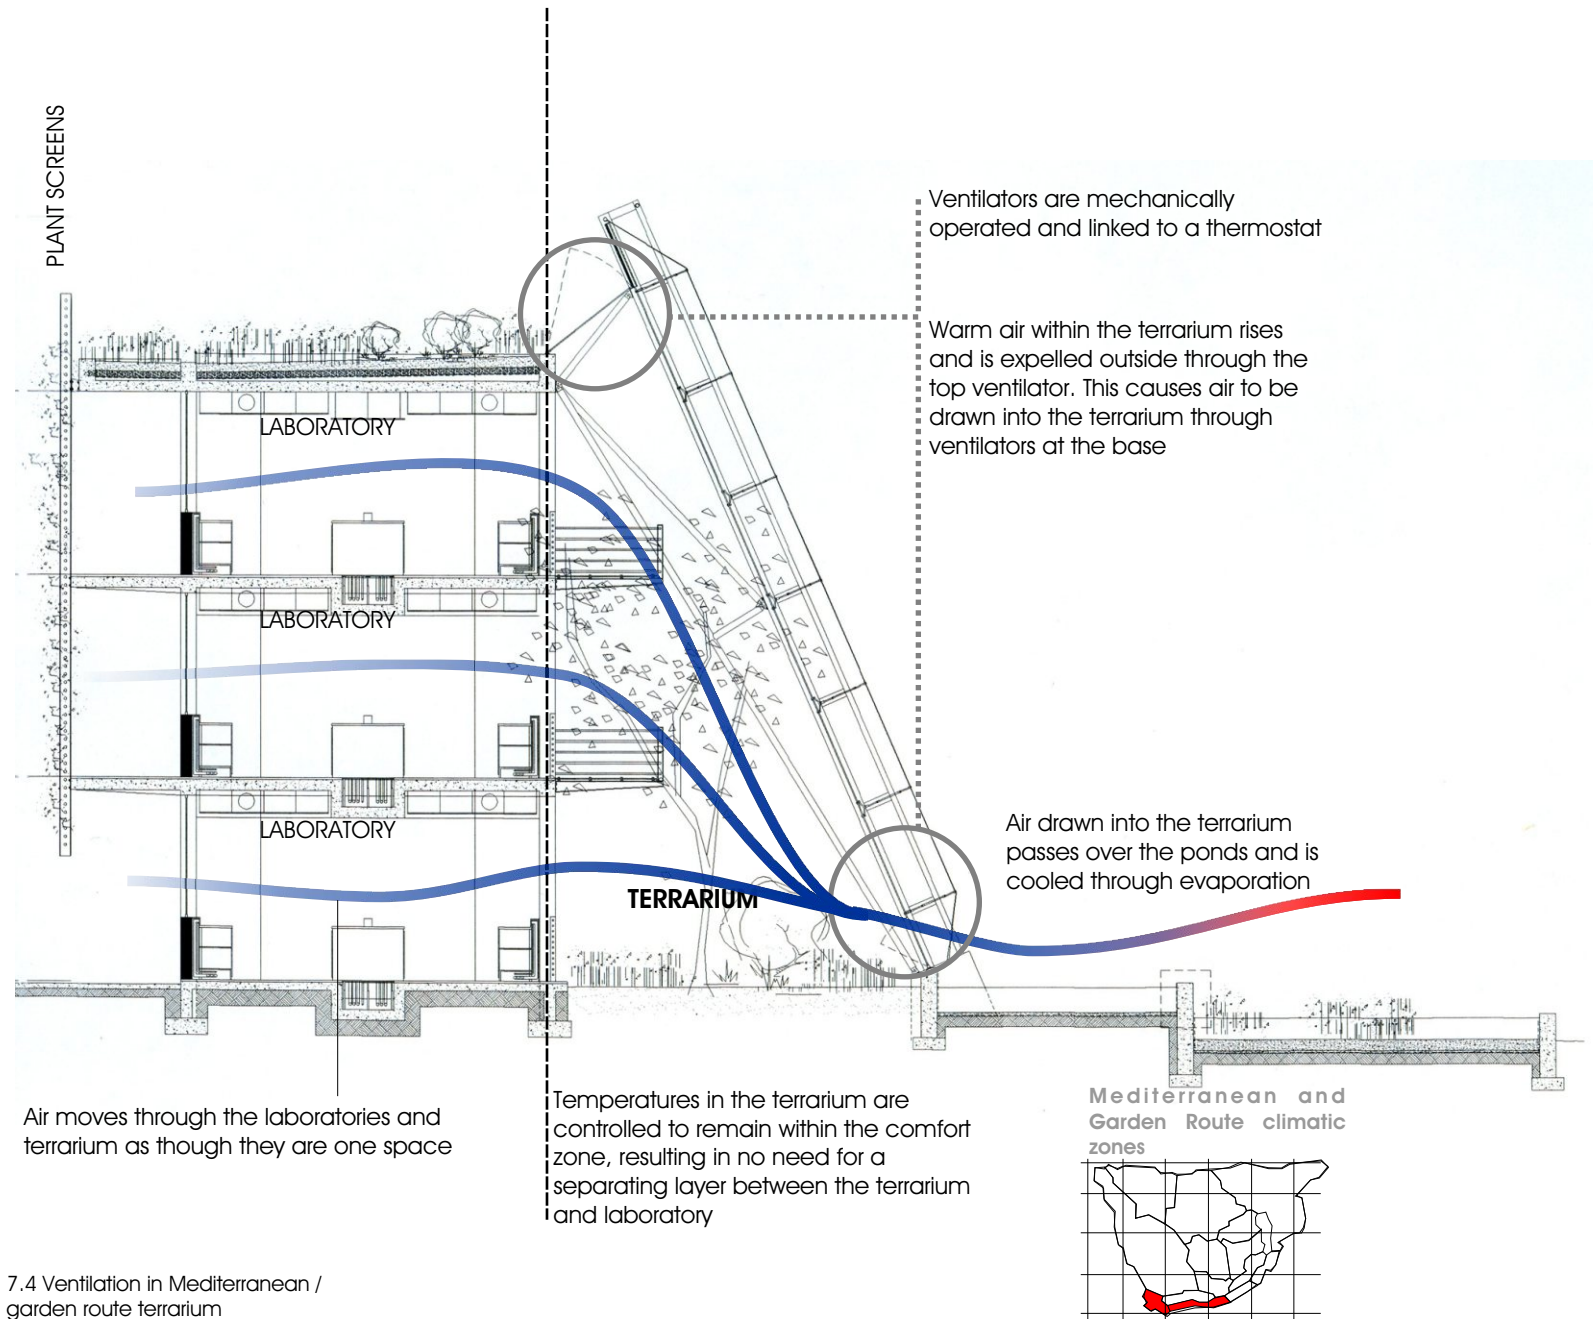 PLANT SCREENS
Ventilators are mechanically
operated and linked to a thermostat
Warm air within the terrarium rises
and is expelled outside through the
top ventilator. This causes air to be
drawn into the terrarium through
ventilators at the base
LABORATORY
LABORATORY
LABORATORY
TERRARIUM
Air drawn into the terrarium
passes over the ponds and is
cooled through evaporation
Air moves through the laboratories and
terrarium as though they are one space
Temperatures in the terrarium are
controlled to remain within the comfort
zone, resulting in no need for a
separating layer between the terrarium
and laboratory
Mediterranean and
Garden Route climatic
zones
7.4 Ventilation in Mediterranean /
garden route terrarium